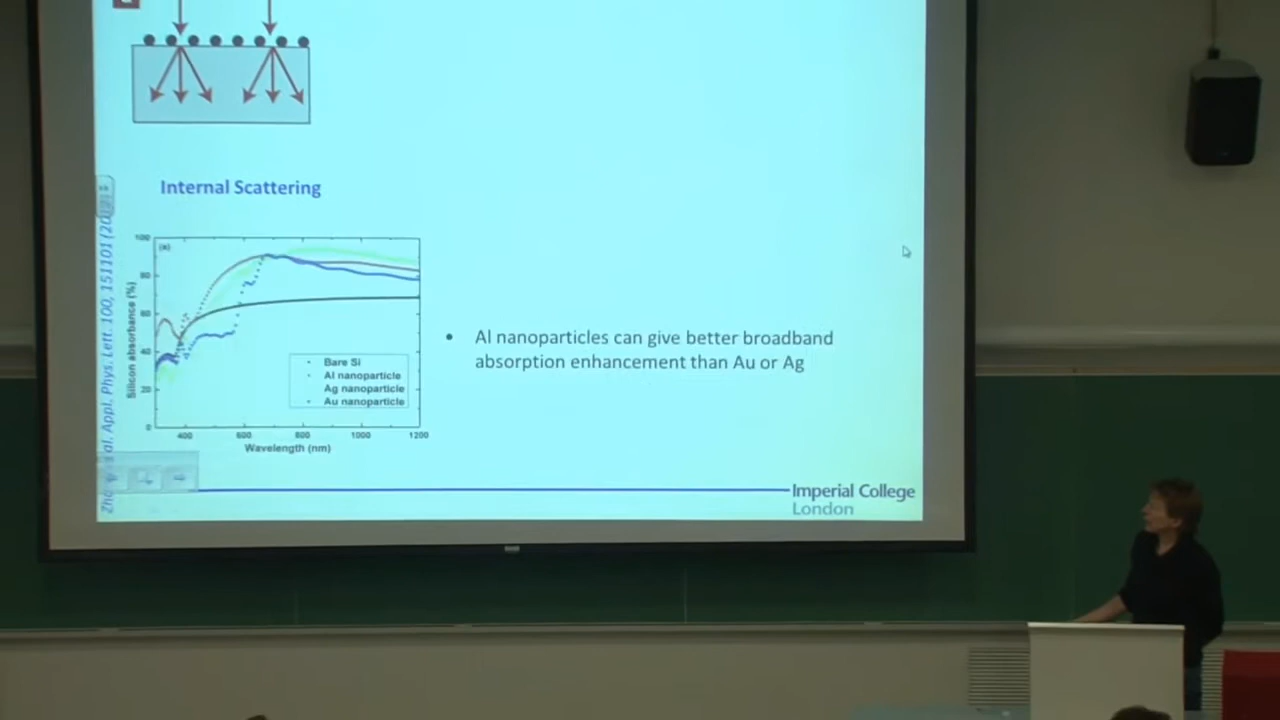 Internal Scattering
al. Appl. Phys. Lett. 100, 151101 (20
(a)
100
80
60
40
20
0
Silicon absorbance (%)
Bare Si
Al nanoparticle
Ag nanoparticle
Au nanoparticle
400 600 800 1000 1200
Wavelength (nm)
• Al nanoparticles can give better broadband
absorption enhancement than Au or Ag
Imperial College
London